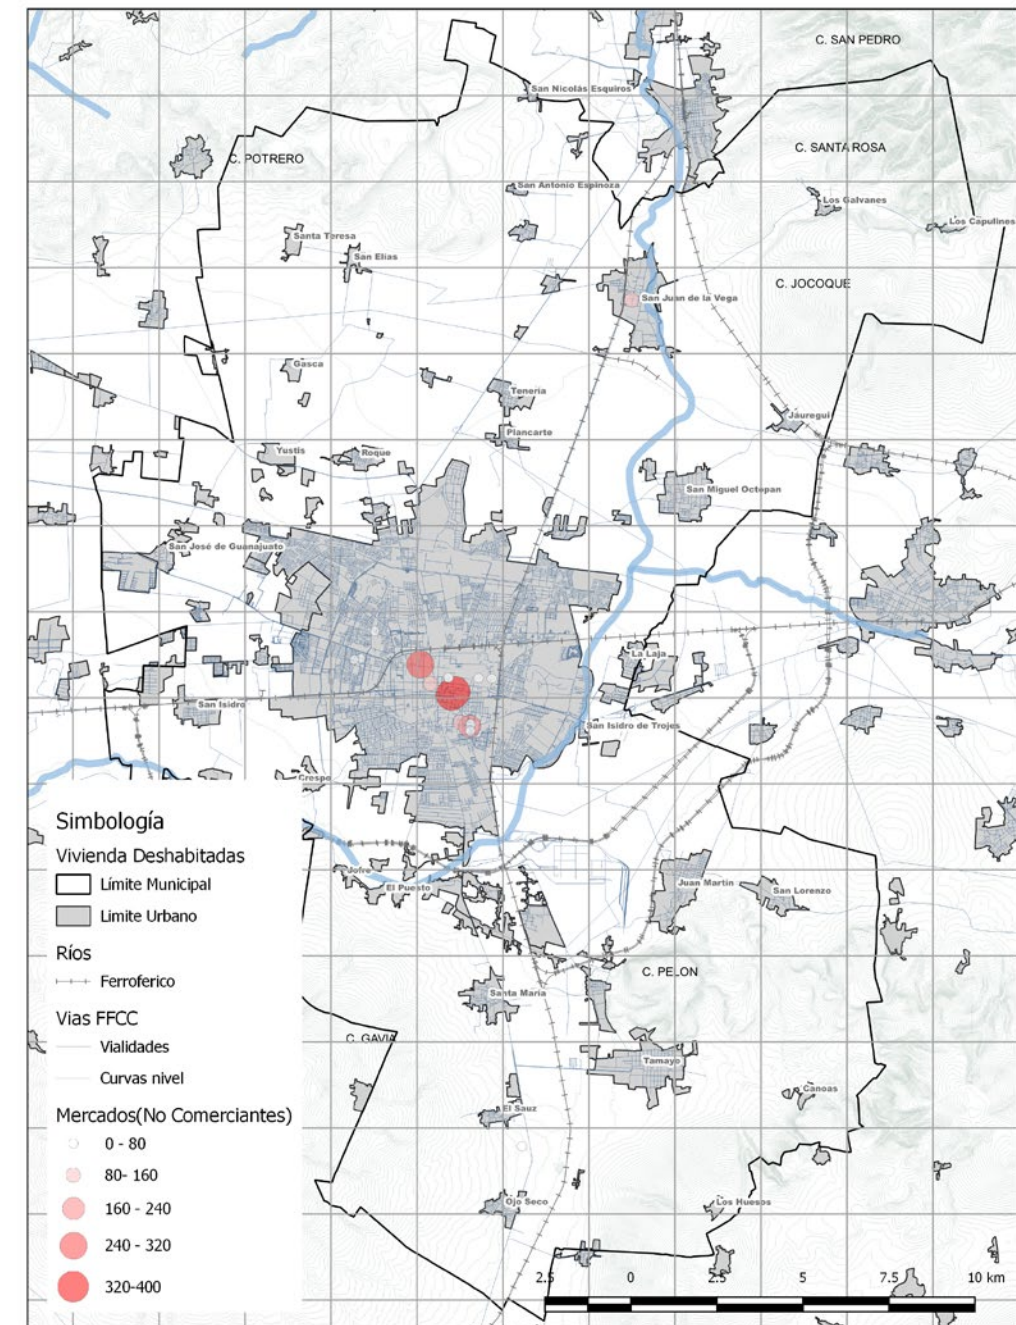 C. SAN PEDRO
San Nicolás Esquiros
C. SANTA ROSA
C. POTRERO
San Antonio Espinoza
Los Galvanes
Los Capulines
Santa Teresa
San Elias
C. JOCOQUE
San Juan de la Vega
Gasca
Tenería
Jáuregui
Plancarte
Yustis
Roque
San Miguel Octopan
San José de Guanajuato
La Laja
San Isidro
San Isidro de Trojes
Crespo
Simbología
Vivienda Deshabitadas
Límite Municipal
Limite Urbano
Ríos
Ferroferico
Vias FFCC
Vialidades
Curvas nivel
Mercados(No Comerciantes)
0 - 80
80- 160
160 - 240
240 - 320
320-400
Jofre
El Puesto
Juan Martin
San Lorenzo
C. PELON
Santa María
C. GAVIA
Tamayo
Canoas
El Sauz
Ojo Seco
Los Huesos
2.5 0 2.5 5 7.5 10 km